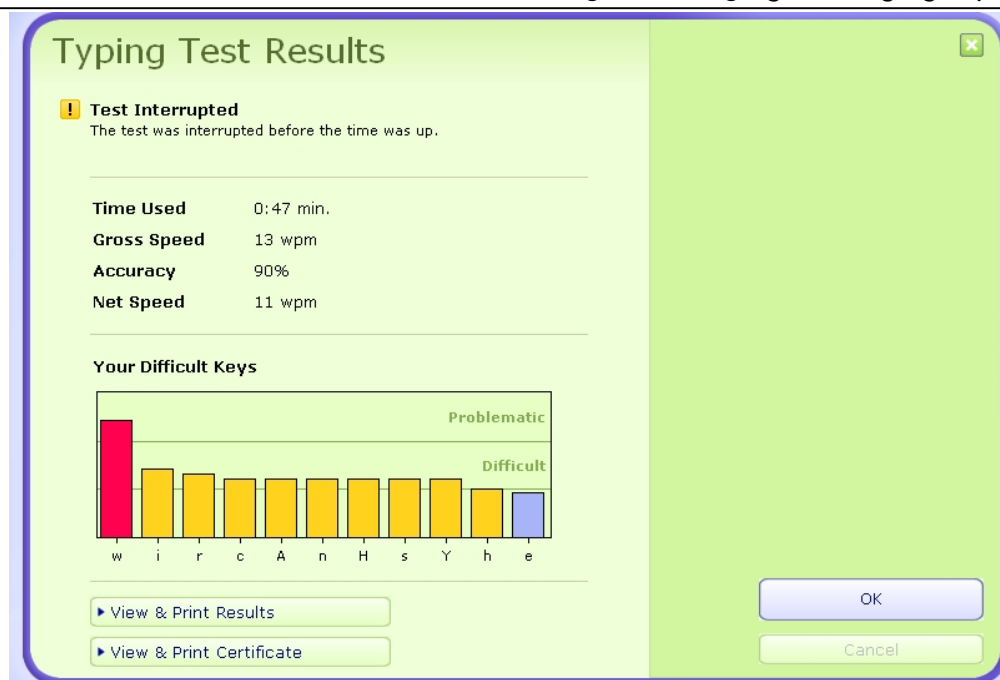 Typing Test Results
! Test Interrupted
The test was interrupted before the time was up.
Time Used 0:47 min.
Gross Speed 13 wpm
Accuracy 90%
Net Speed 11 wpm
Your Difficult Keys
Problematic
Difficult
w i r c A n H s Y h e
View & Print Results
OK
View & Print Certificate
Cancel